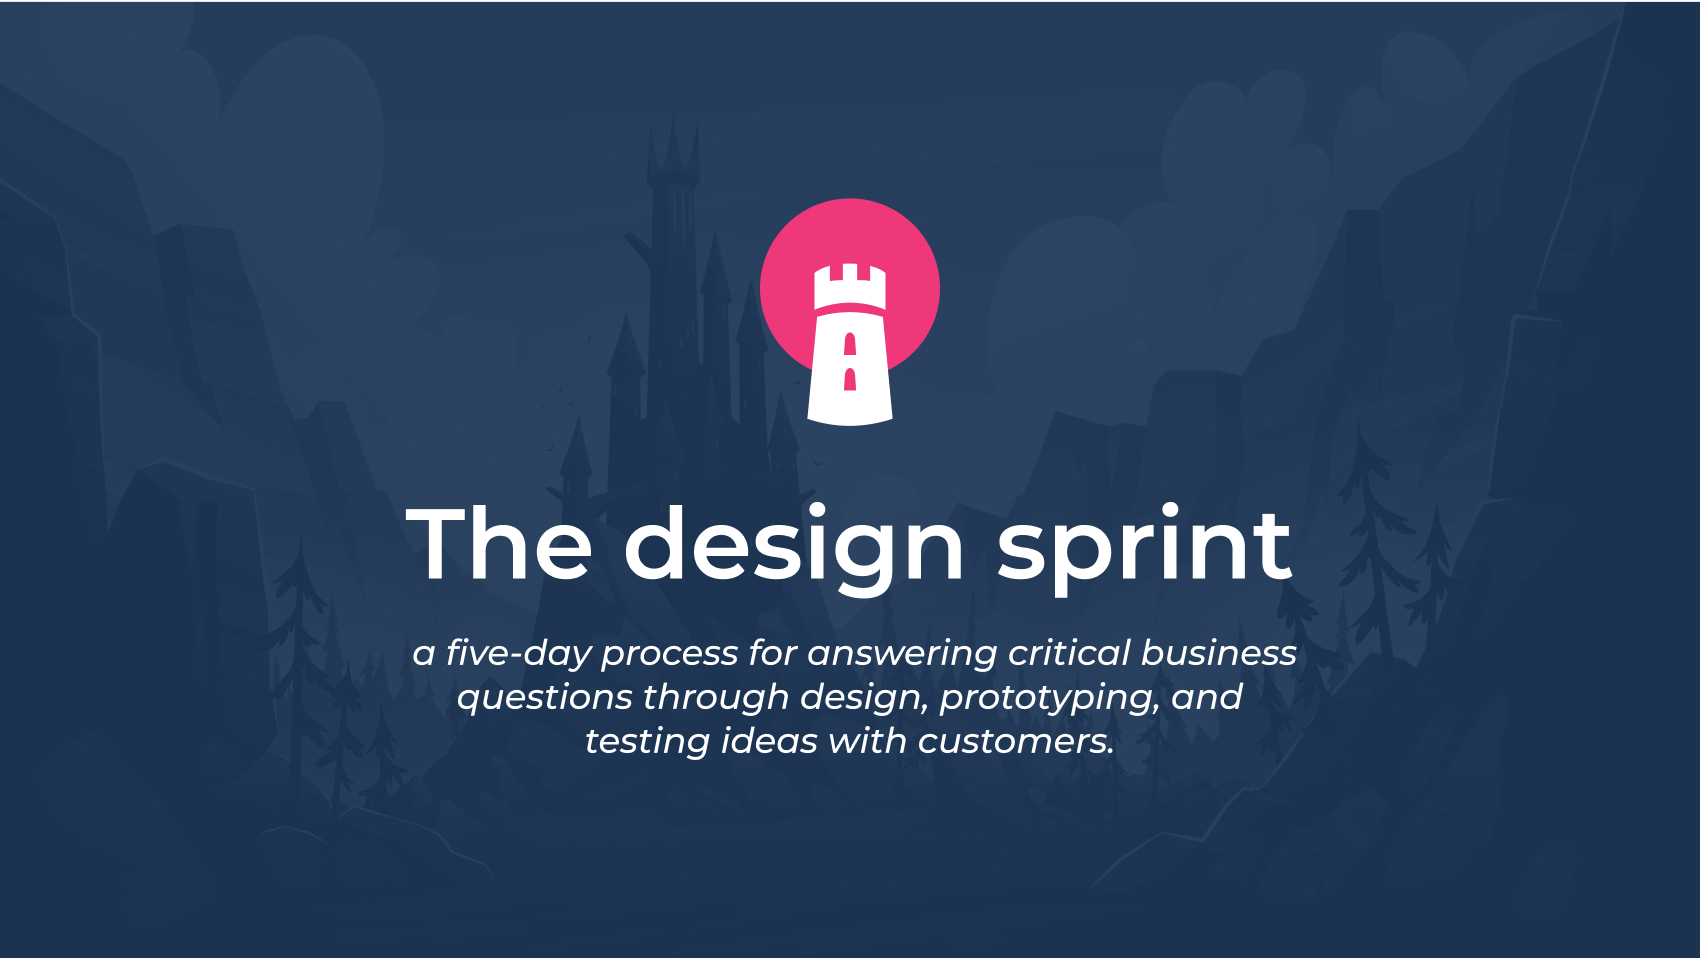 The design sprint
a five-day process for answering critical business
questions through design, prototyping, and
testing ideas with customers.